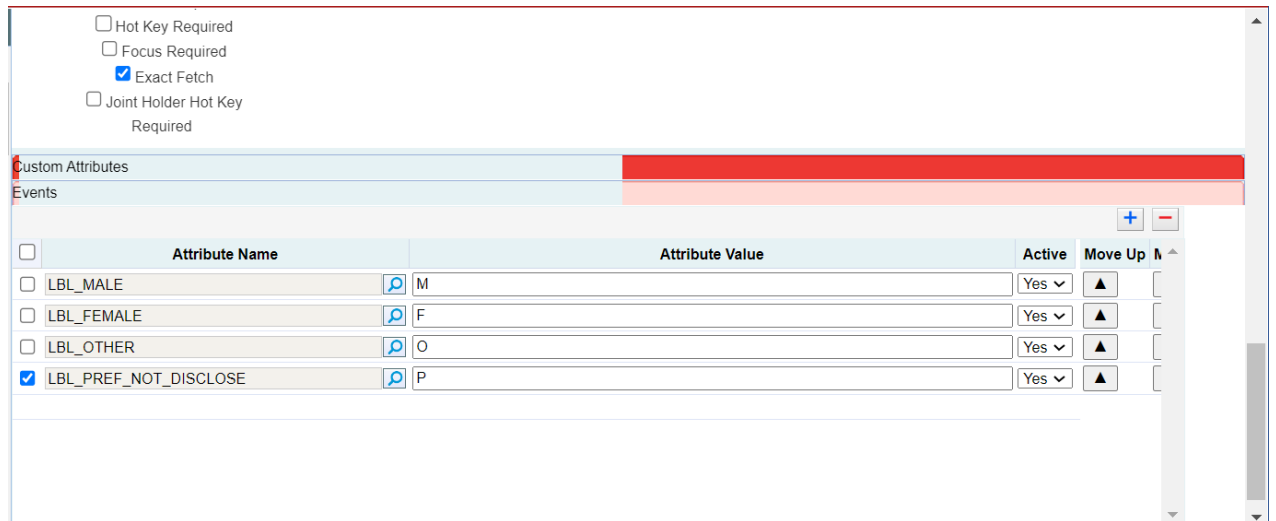 Hot Key Required
Focus Required
Exact Fetch
Joint Holder Hot Key
Required
Custom Attributes
Events
Attribute Name Attribute Value Active Move Up
LBL_MALE M Yes
LBL_FEMALE F Yes
LBL_OTHER O Yes
LBL_PREF_NOT_DISCLOSE P Yes